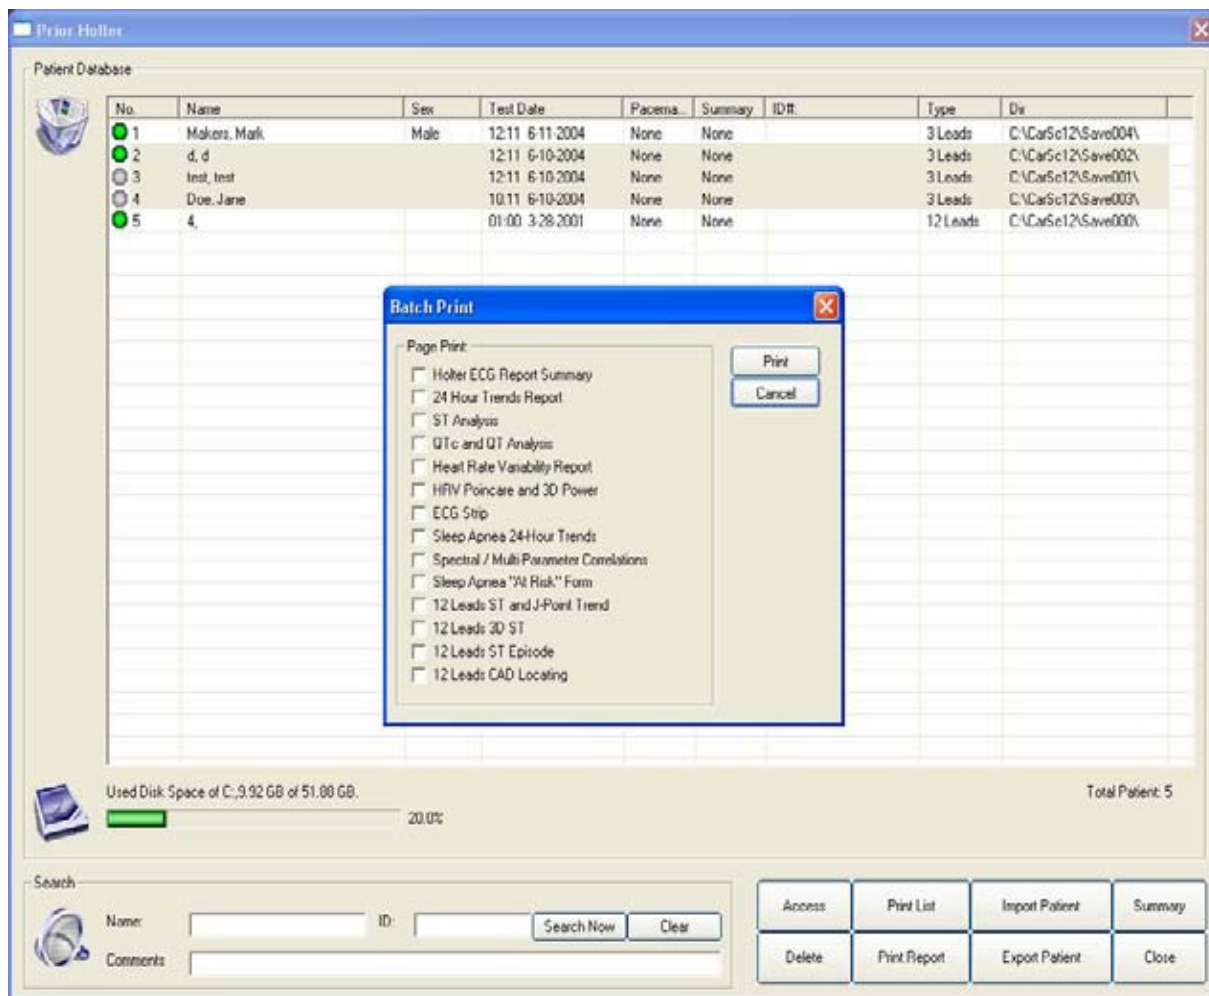 Prior Holter
Patient Database
No. Name Sex Test Date Pacema... Summary ID#: Type Dir
1 Makers, Mark Male 12:11 6-11-2004 None None 3 Leads C:\CarSc12\Save004\
2 d, d 12:11 6-10-2004 None None 3 Leads C:\CarSc12\Save002\
3 test, test 12:11 6-10-2004 None None 3 Leads C:\CarSc12\Save001\
4 Doe, Jane 10:11 6-10-2004 None None 3 Leads C:\CarSc12\Save003\
5 4, 01:00 3-28-2001 None None 12 Leads C:\CarSc12\Save000\
Batch Print
Page Print
Holter ECG Report Summary
24 Hour Trends Report
ST Analysis
QTc and QT Analysis
Heart Rate Variability Report
HRV Poincare and 3D Power
ECG Strip
Sleep Apnea 24-Hour Trends
Spectral / Multi-Parameter Correlations
Sleep Apnea "At Risk" Form
12 Leads ST and J-Point Trend
12 Leads 3D ST
12 Leads ST Episode
12 Leads CAD Locating
Print
Cancel
Used Disk Space of C:,9.92 GB of 51.88 GB.
20.0%
Total Patient: 5
Search
Name: ID: Search Now Clear
Comments
Access Print List Import Patient Summary
Delete Print Report Export Patient Close